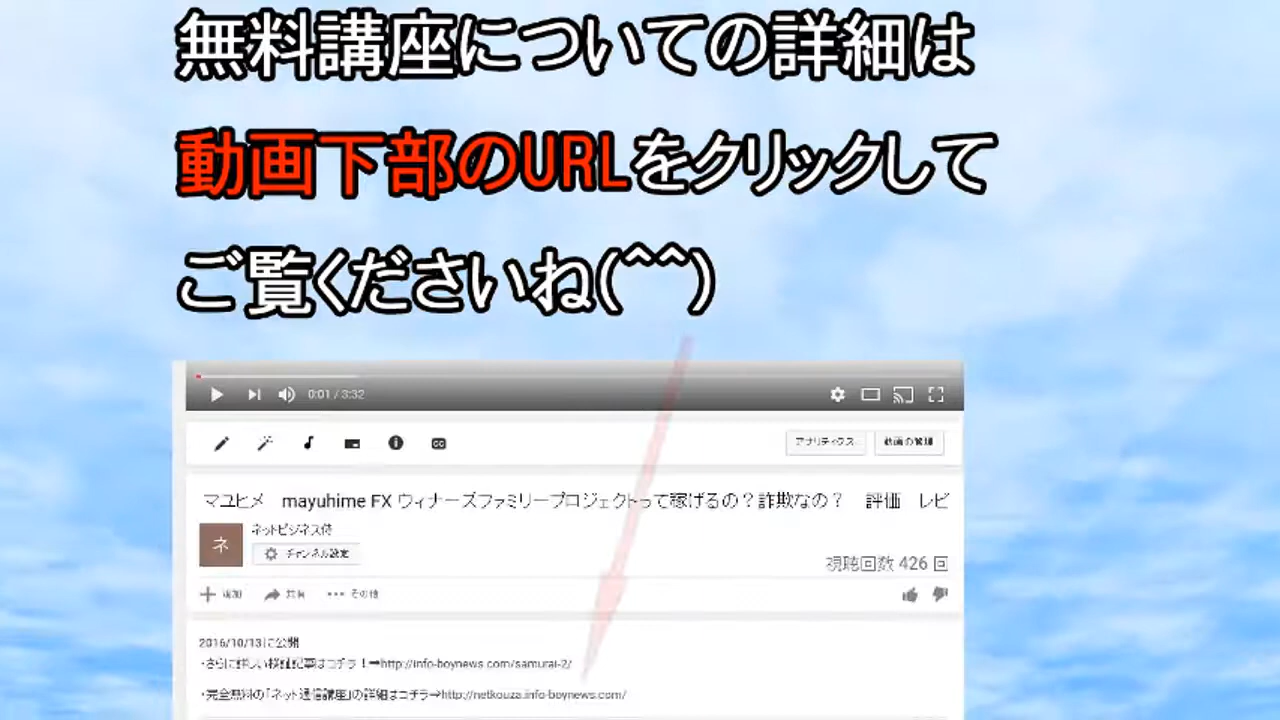 無料講座についての詳細は
動画下部のURLをクリックして
ご覧くださいね(^^)
0:01 / 3:32
アナリティクス
動画の管理
マユヒメ mayuhime FX ウィナーズファミリープロジェクトって稼げるの？詐欺なの？ 評価 レビ
ネ
ネットビジネス侍
チャンネル設定
視聴回数 426 回
追加 共有 その他
2016/10/13に公開
・さらに詳しい検証記事はコチラ！➡http://info-boynews.com/samurai-2/
・完全無料の「ネット通信講座」の詳細はコチラ➡http://netkouza.info-boynews.com/